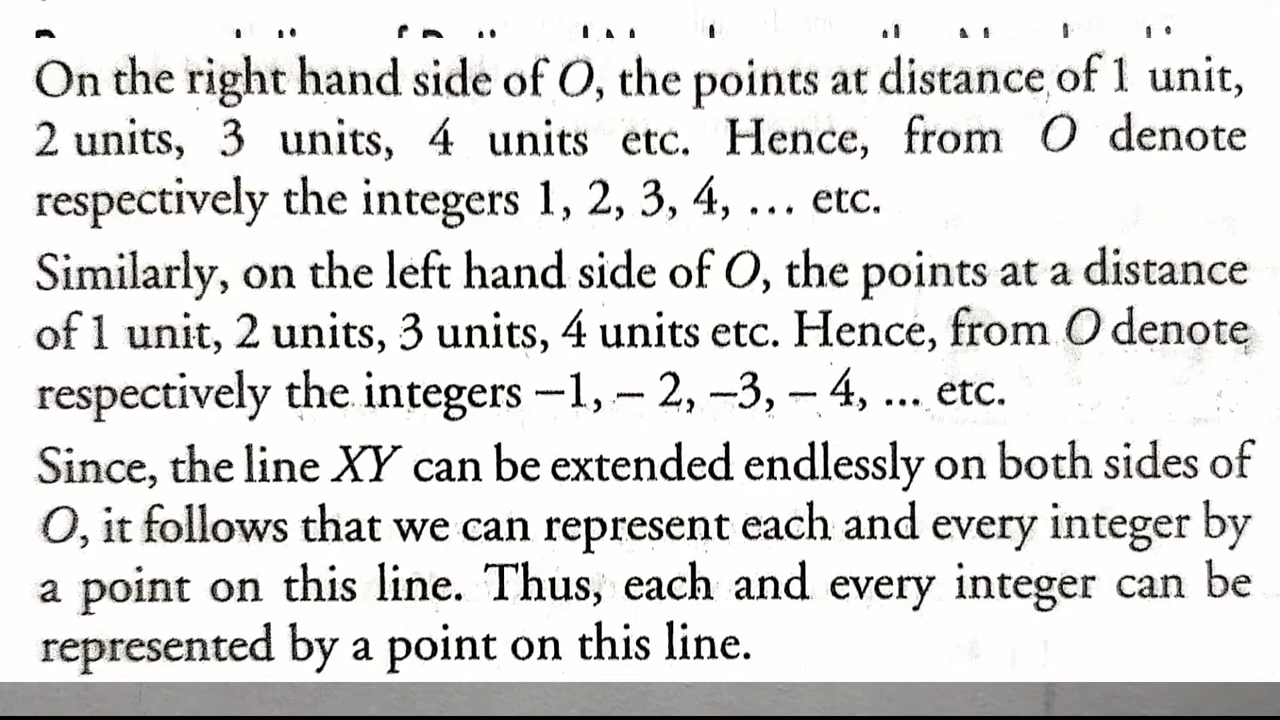 On the right hand side of O, the points at distance of 1 unit,
2 units, 3 units, 4 units etc. Hence, from O denote
respectively the integers 1, 2, 3, 4, ... etc.
Similarly, on the left hand side of O, the points at a distance
of 1 unit, 2 units, 3 units, 4 units etc. Hence, from O denote
respectively the integers –1, – 2, –3, – 4, ... etc.
Since, the line XY can be extended endlessly on both sides of
O, it follows that we can represent each and every integer by
a point on this line. Thus, each and every integer can be
represented by a point on this line.